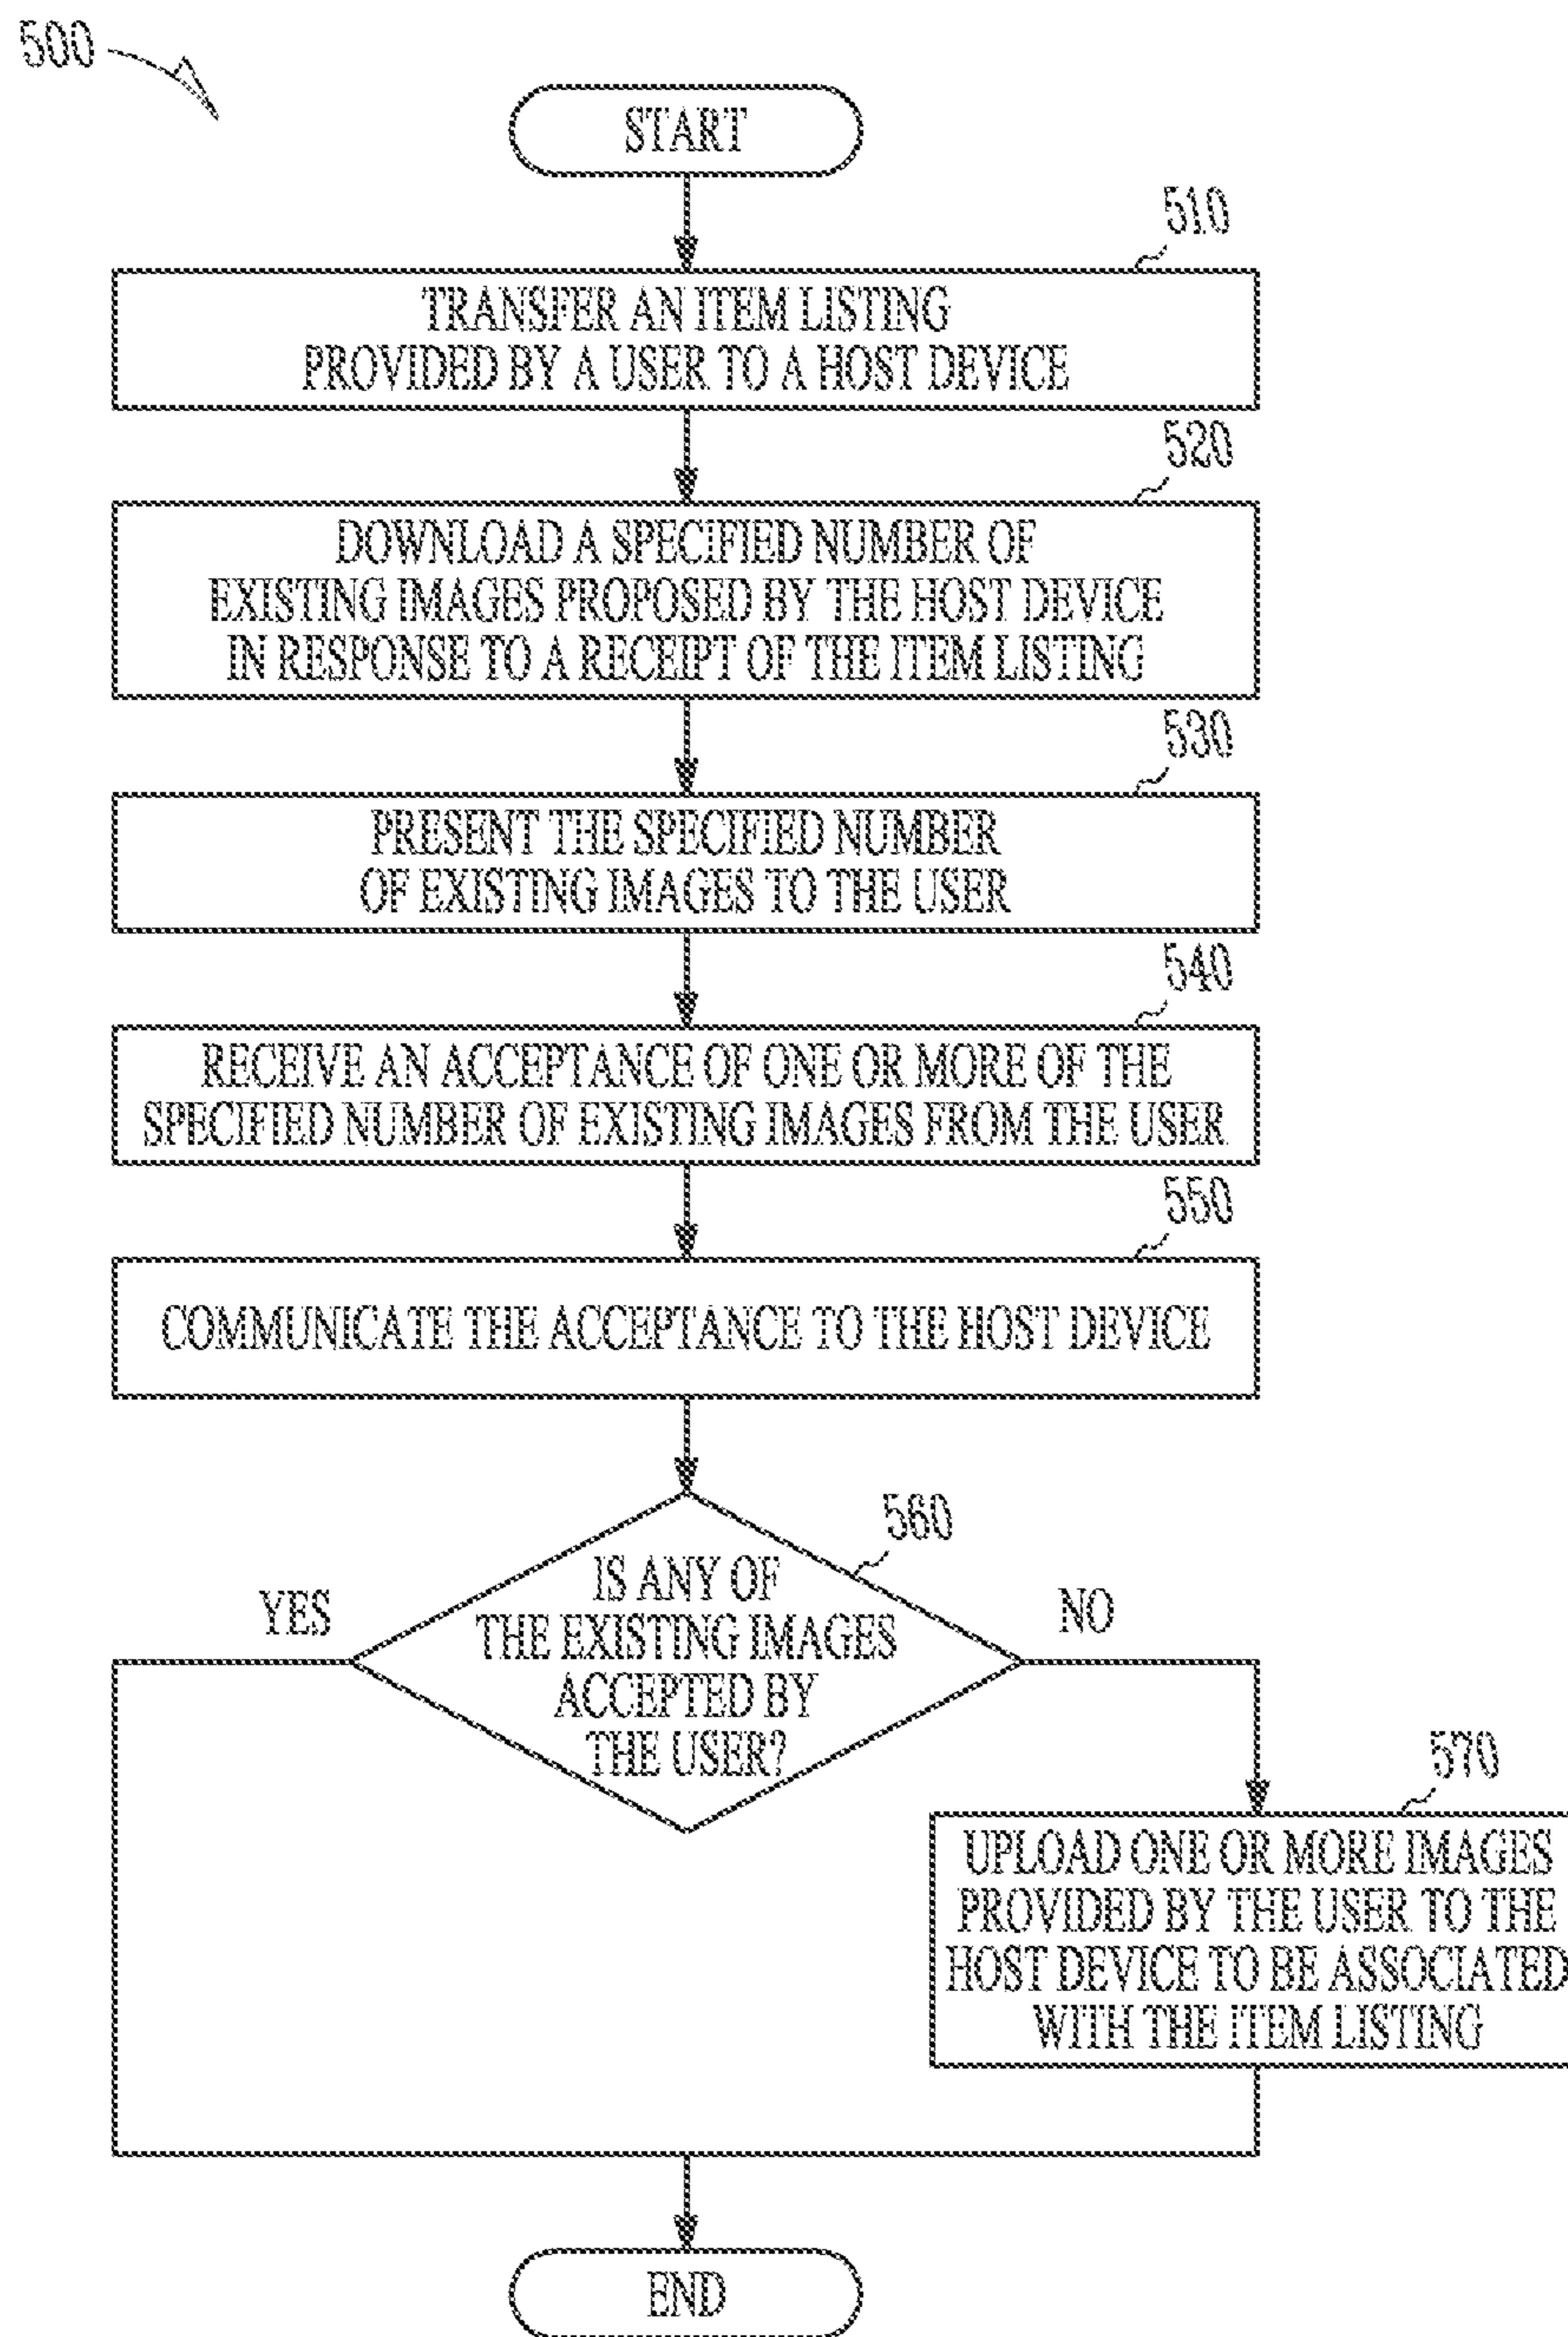 500
START
510
TRANSFER AN ITEM LISTING
PROVIDED BY A USER TO A HOST DEVICE
520
DOWNLOAD A SPECIFIED NUMBER OF
EXISTING IMAGES PROPOSED BY THE HOST DEVICE
IN RESPONSE TO A RECEIPT OF THE ITEM LISTING
530
PRESENT THE SPECIFIED NUMBER
OF EXISTING IMAGES TO THE USER
540
RECEIVE AN ACCEPTANCE OF ONE OR MORE OF THE
SPECIFIED NUMBER OF EXISTING IMAGES FROM THE USER
550
COMMUNICATE THE ACCEPTANCE TO THE HOST DEVICE
560
IS ANY OF
THE EXISTING IMAGES
ACCEPTED BY
THE USER?
YES
NO
570
UPLOAD ONE OR MORE IMAGES
PROVIDED BY THE USER TO THE
HOST DEVICE TO BE ASSOCIATED
WITH THE ITEM LISTING
END